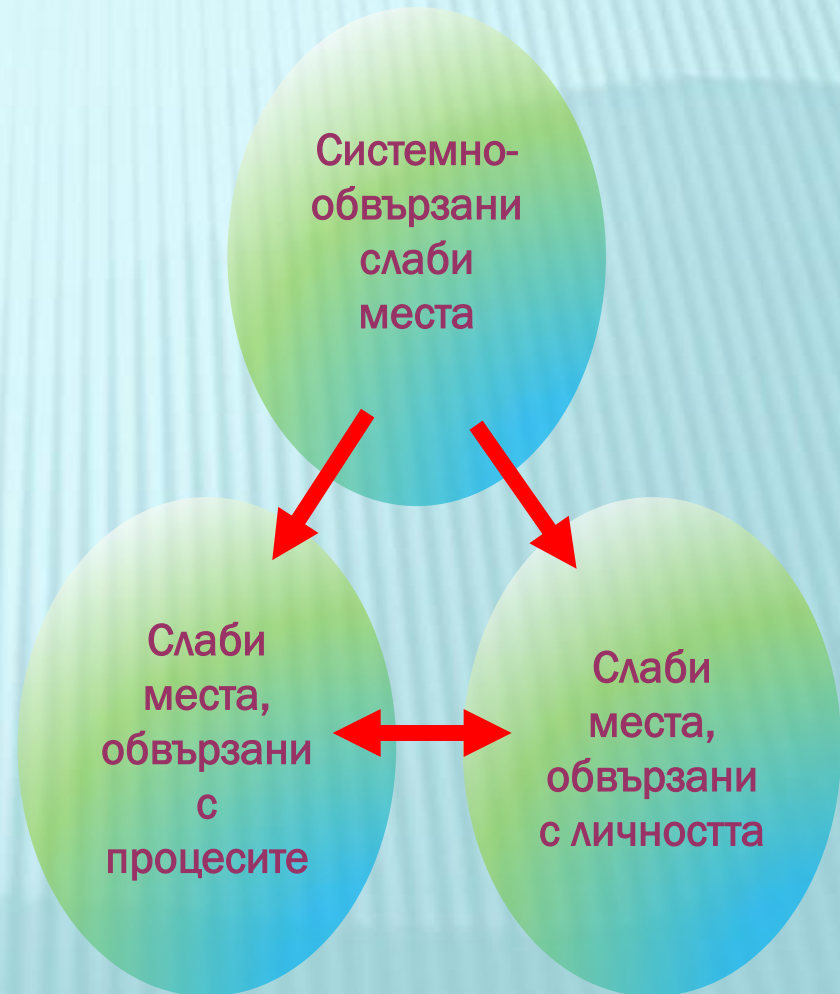 Системно-
обвързани
слаби
места
Слаби
места,
обвързани
с
процесите
Слаби
места,
обвързани
с личността